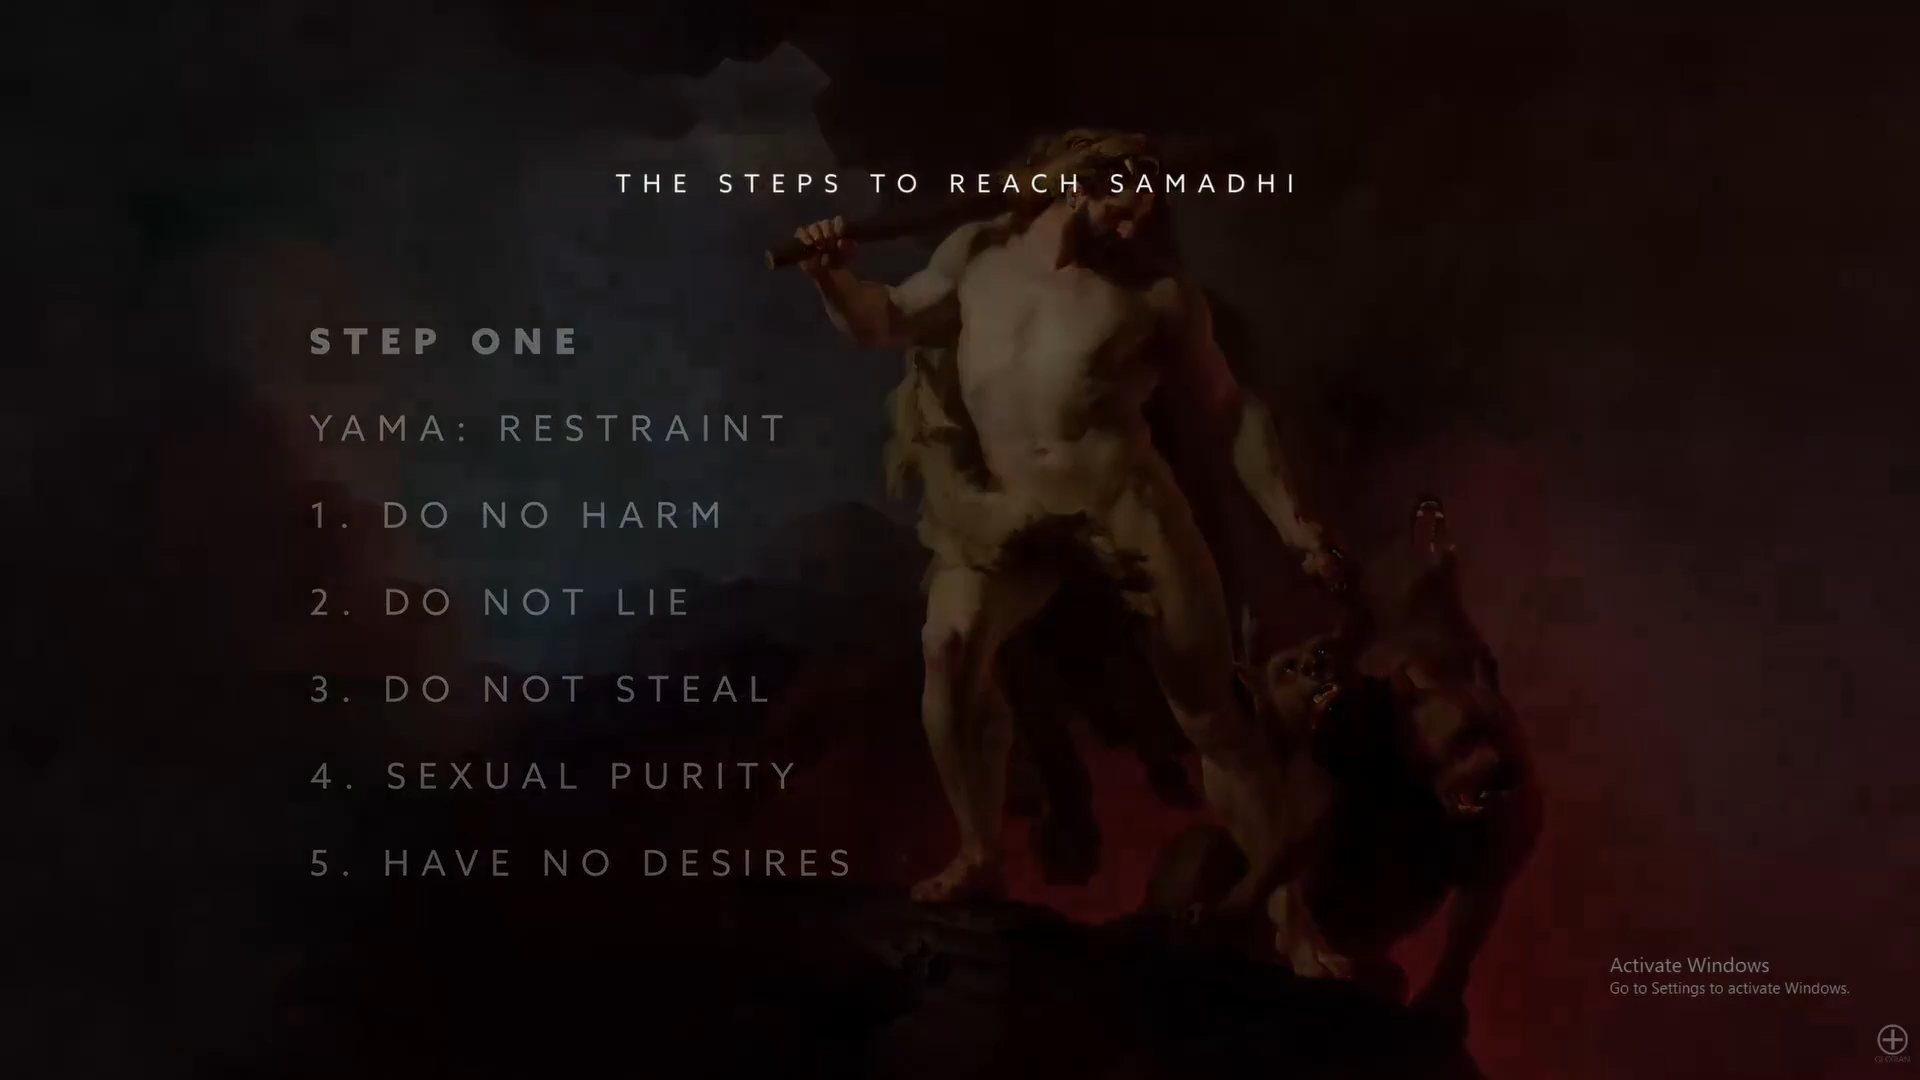 THE STEPS TO REACH SAMADHI
STEP ONE
YAMA: RESTRAINT
1. DO NO HARM
2. DO NOT LIE
3. DO NOT STEAL
4. SEXUAL PURITY
5. HAVE NO DESIRES
Activate Windows
Go to Settings to activate Windows.
GLORIAN